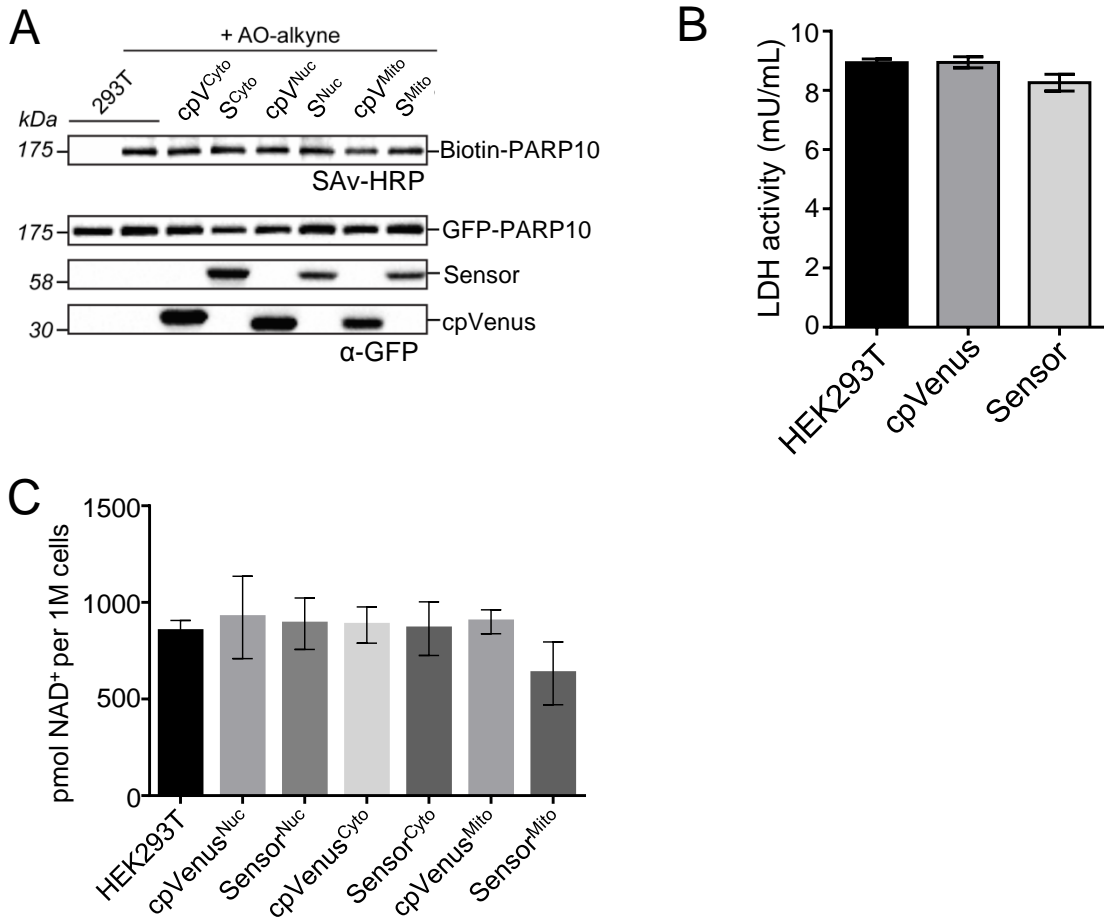 A
+ AO-alkyne
293T
cpV^Cyto
S^Cyto
cpV^Nuc
S^Nuc
cpV^Mito
S^Mito
kDa
175
Biotin-PARP10
SAv-HRP
175
GFP-PARP10
58
Sensor
30
cpVenus
α-GFP
B
LDH activity (mU/mL)
10
8
6
4
2
0
HEK293T
cpVenus
Sensor
C
pmol NAD⁺ per 1M cells
1500
1000
500
0
HEK293T
cpVenus^Nuc
Sensor^Nuc
cpVenus^Cyto
Sensor^Cyto
cpVenus^Mito
Sensor^Mito